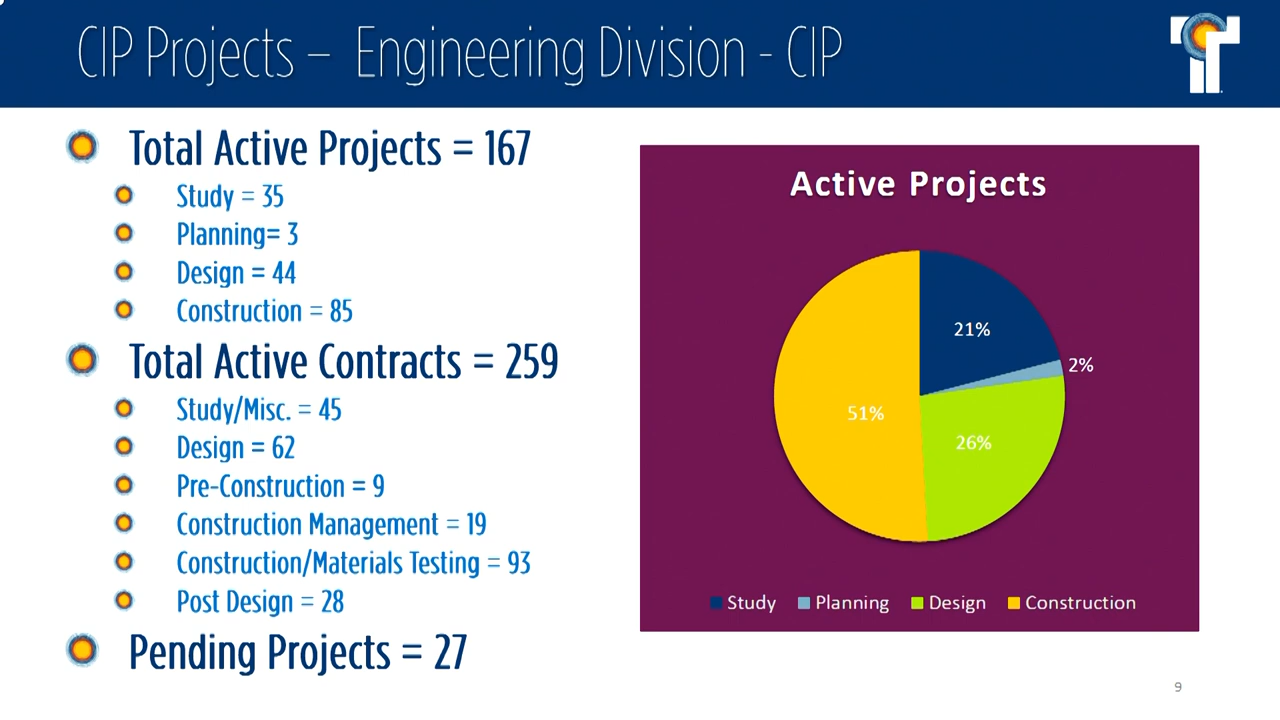 CIP Projects – Engineering Division - CIP
Total Active Projects = 167
Study = 35
Planning= 3
Design = 44
Construction = 85
Total Active Contracts = 259
Study/Misc. = 45
Design = 62
Pre-Construction = 9
Construction Management = 19
Construction/Materials Testing = 93
Post Design = 28
Pending Projects = 27
Active Projects
21%
2%
51%
26%
Study Planning Design Construction
9